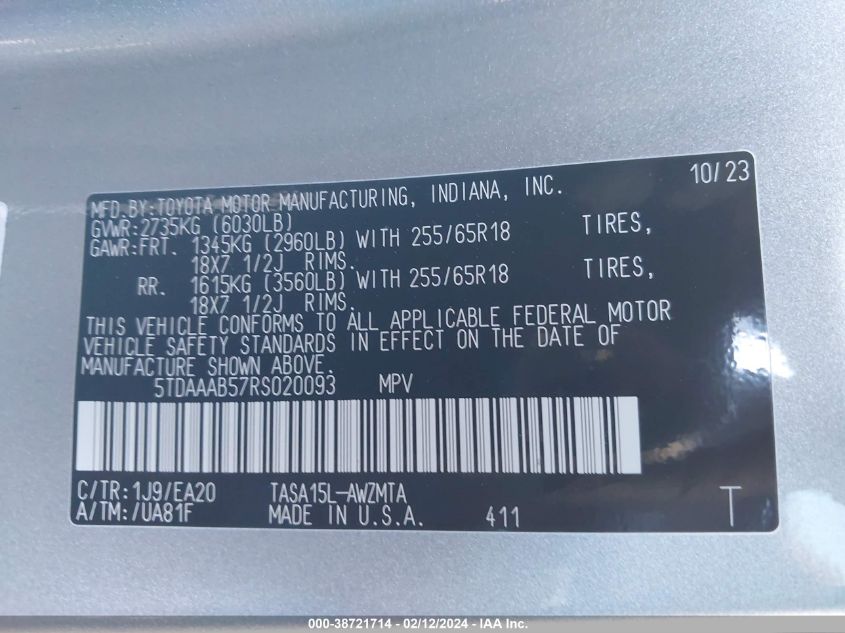 MFD.BY:TOYOTA MOTOR MANUFACTURING, INDIANA, INC. 10/23
GVWR:2735KG (6030LB)
GAWR:FRT. 1345KG (2960LB) WITH 255/65R18 TIRES,
18X7 1/2J RIMS.
RR. 1615KG (3560LB) WITH 255/65R18 TIRES,
18X7 1/2J RIMS.
THIS VEHICLE CONFORMS TO ALL APPLICABLE FEDERAL MOTOR
VEHICLE SAFETY STANDARDS IN EFFECT ON THE DATE OF
MANUFACTURE SHOWN ABOVE.
5TDAAAB57RS020093 MPV
C/TR:1J9/EA20 TASA15L-AWZMTA
A/TM:/UA81F MADE IN U.S.A. 411 T
000-38721714 - 02/12/2024 - IAA Inc.